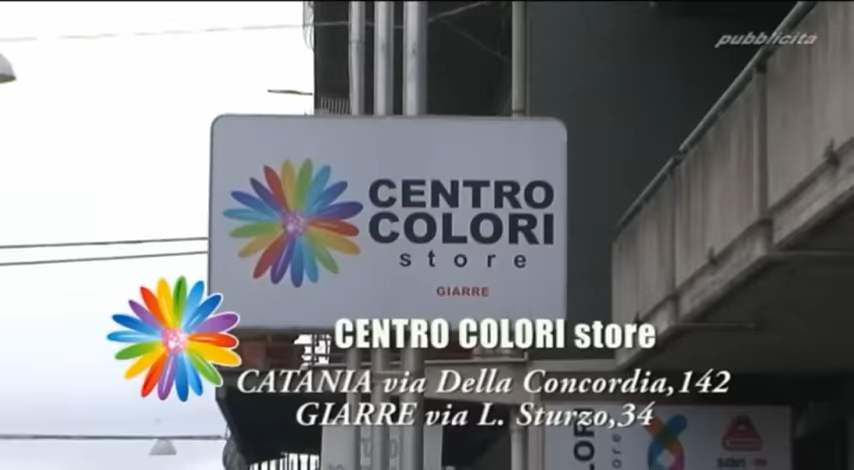 pubblicità
CENTRO
COLORI
store
GIARRE
CENTRO COLORI store
CATANIA via Della Concordia,142
GIARRE via L. Sturzo,34